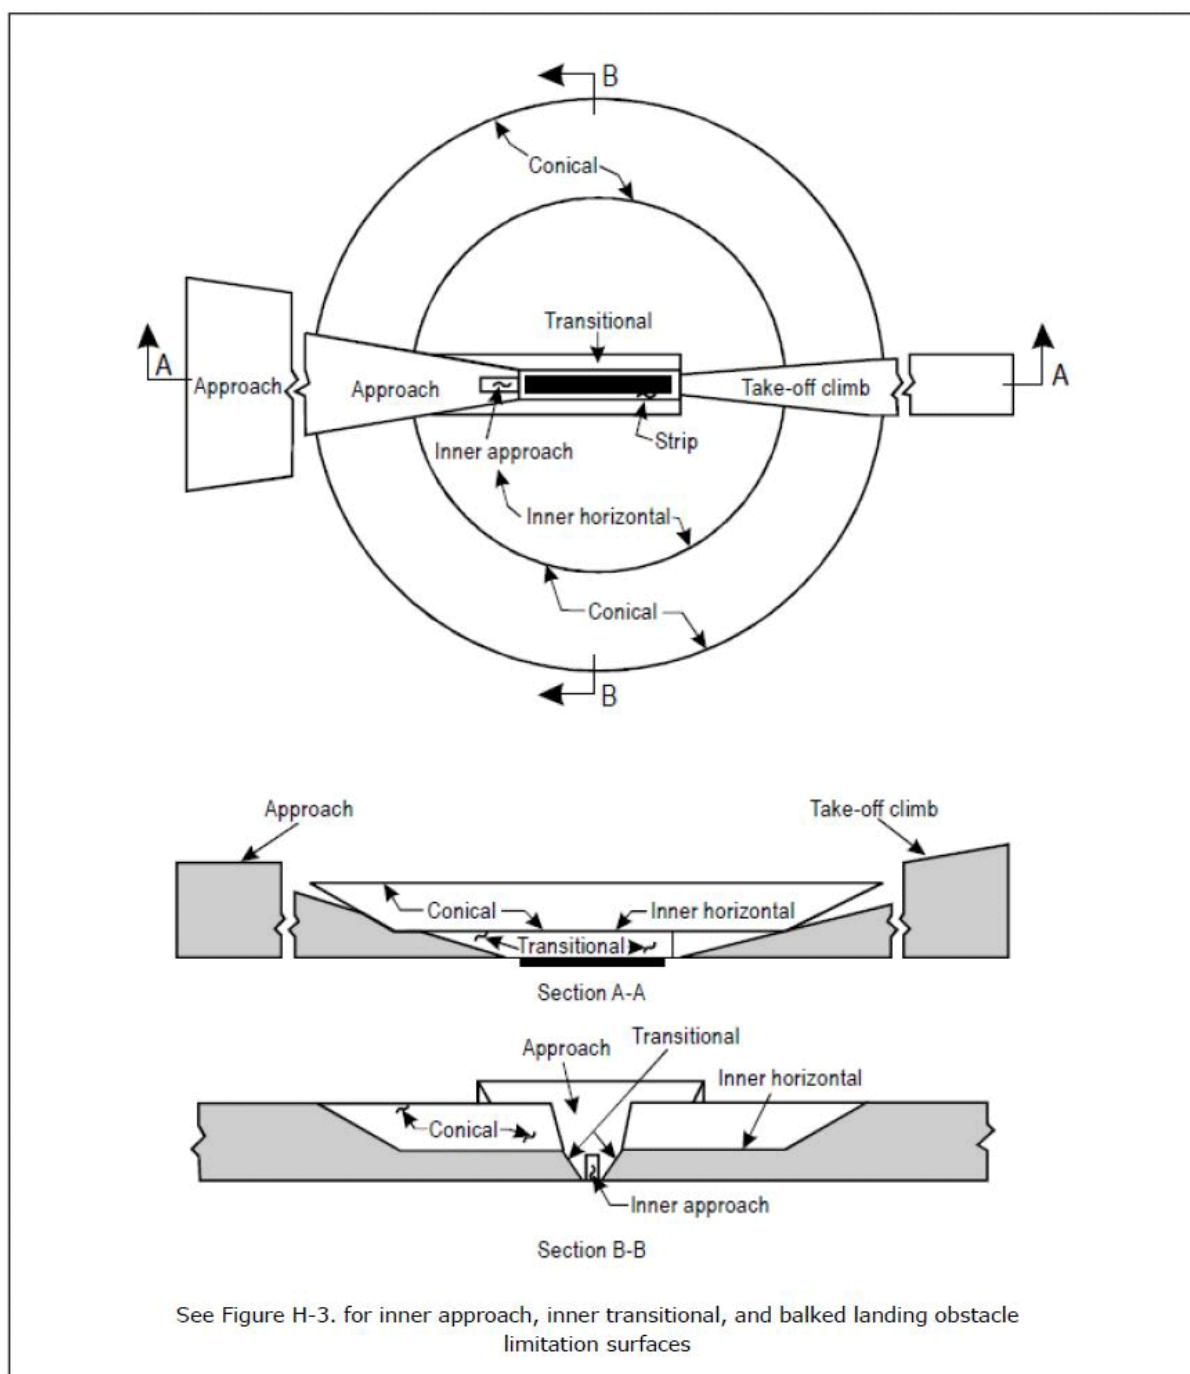 B
Conical
Transitional
A
Approach
Approach
Take-off climb
A
Inner approach
Strip
Inner horizontal
Conical
B
Approach
Take-off climb
Conical
Inner horizontal
Transitional
Section A-A
Transitional
Approach
Inner horizontal
Conical
Inner approach
Section B-B
See Figure H-3. for inner approach, inner transitional, and balked landing obstacle
limitation surfaces